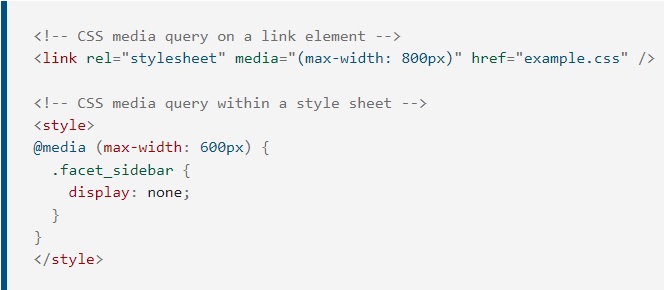 <!-- CSS media query on a link element -->
<link rel="stylesheet" media="(max-width: 800px)" href="example.css" />

<!-- CSS media query within a style sheet -->
<style>
@media (max-width: 600px) {
  .facet_sidebar {
    display: none;
  }
}
</style>